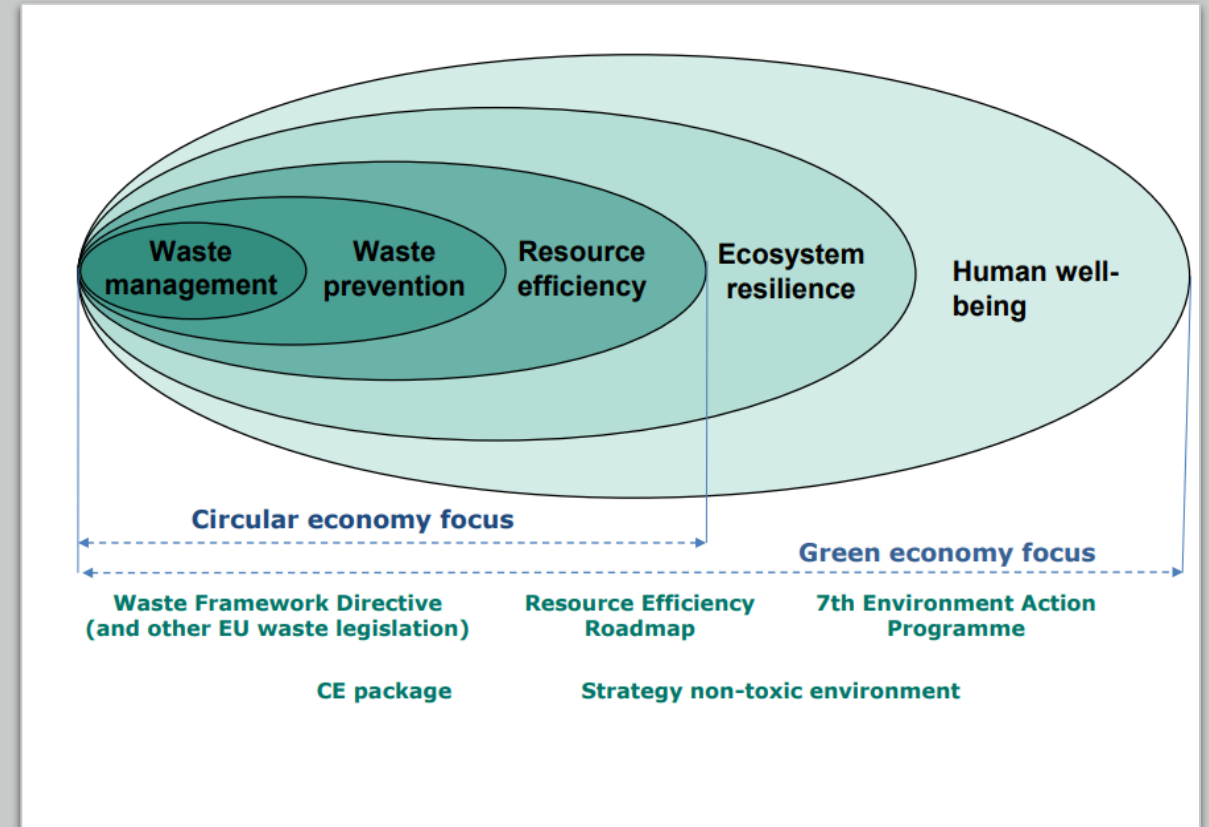 Waste
management
Waste
prevention
Resource
efficiency
Ecosystem
resilience
Human well-
being
Circular economy focus
Green economy focus
Waste Framework Directive
(and other EU waste legislation)
Resource Efficiency
Roadmap
7th Environment Action
Programme
CE package
Strategy non-toxic environment